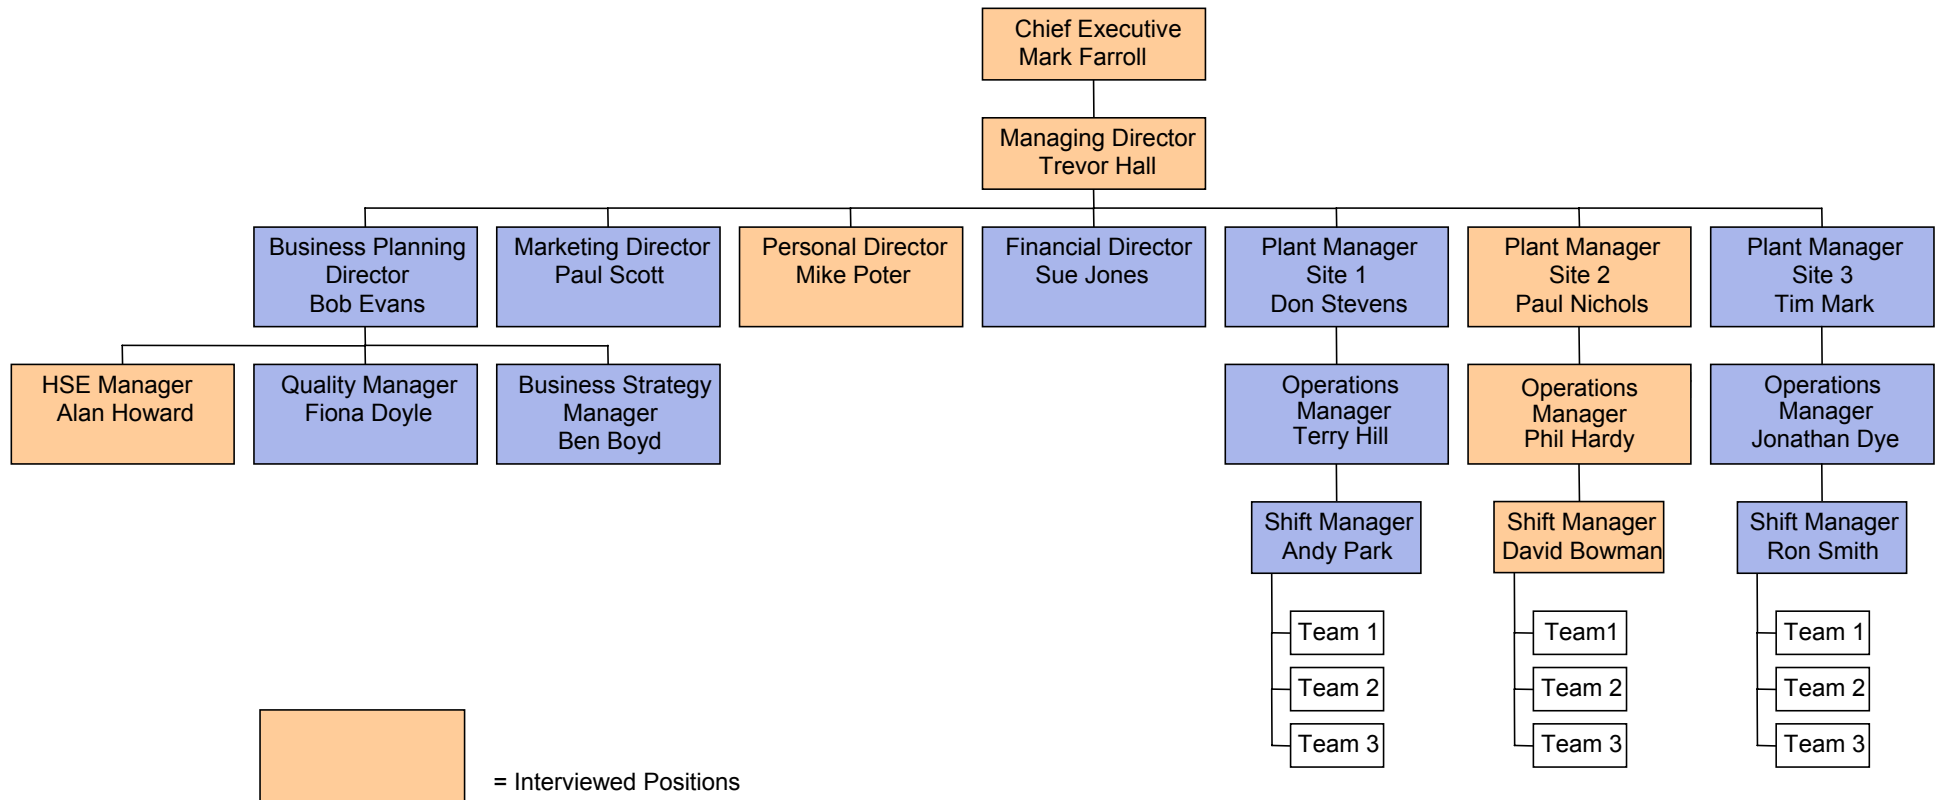 Chief Executive
Mark Farroll
Managing Director
Trevor Hall
Business Planning
Director
Bob Evans
Marketing Director
Paul Scott
Personal Director
Mike Poter
Financial Director
Sue Jones
Plant Manager
Site 1
Don Stevens
Plant Manager
Site 2
Paul Nichols
Plant Manager
Site 3
Tim Mark
HSE Manager
Alan Howard
Quality Manager
Fiona Doyle
Business Strategy
Manager
Ben Boyd
Operations
Manager
Terry Hill
Operations
Manager
Phil Hardy
Operations
Manager
Jonathan Dye
Shift Manager
Andy Park
Shift Manager
David Bowman
Shift Manager
Ron Smith
Team 1
Team 2
Team 3
Team1
Team 2
Team 3
Team 1
Team 2
Team 3
= Interviewed Positions